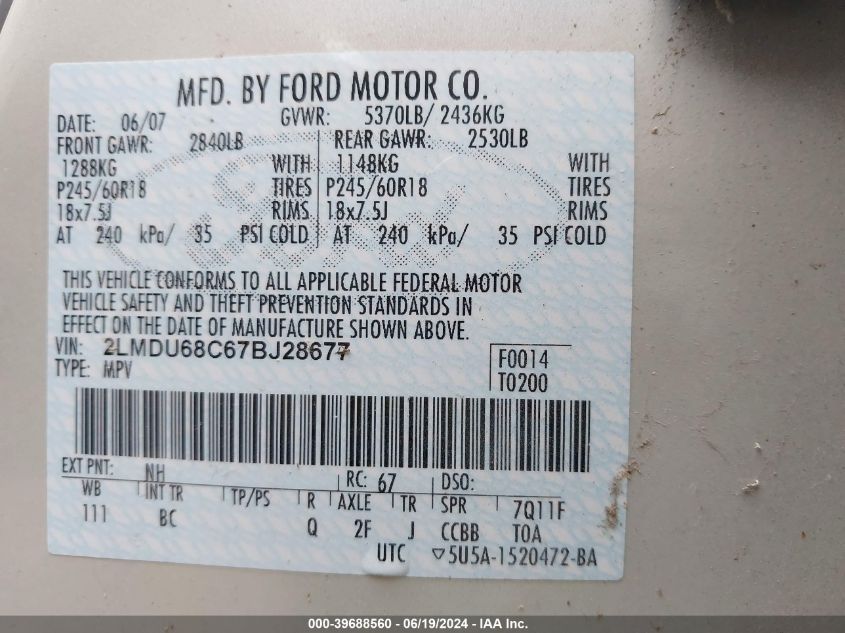 MFD. BY FORD MOTOR CO.
DATE: 06/07 GVWR: 5370LB/ 2436KG
FRONT GAWR: 2840LB REAR GAWR: 2530LB
1288KG WITH 1148KG WITH
P245/60R18 TIRES P245/60R18 TIRES
18x7.5J RIMS 18x7.5J RIMS
AT 240 kPa/ 35 PSI COLD AT 240 kPa/ 35 PSI COLD
THIS VEHICLE CONFORMS TO ALL APPLICABLE FEDERAL MOTOR
VEHICLE SAFETY AND THEFT PREVENTION STANDARDS IN
EFFECT ON THE DATE OF MANUFACTURE SHOWN ABOVE.
VIN: 2LMDU68C67BJ28677 F0014
TYPE: MPV T0200
EXT PNT: NH RC: 67 DSO:
WB INT TR TP/PS R AXLE TR SPR 7Q11F
111 BC Q 2F J CCBB TOA
UTC ▽5U5A-1520472-BA
000-39688560 - 06/19/2024 - IAA Inc.